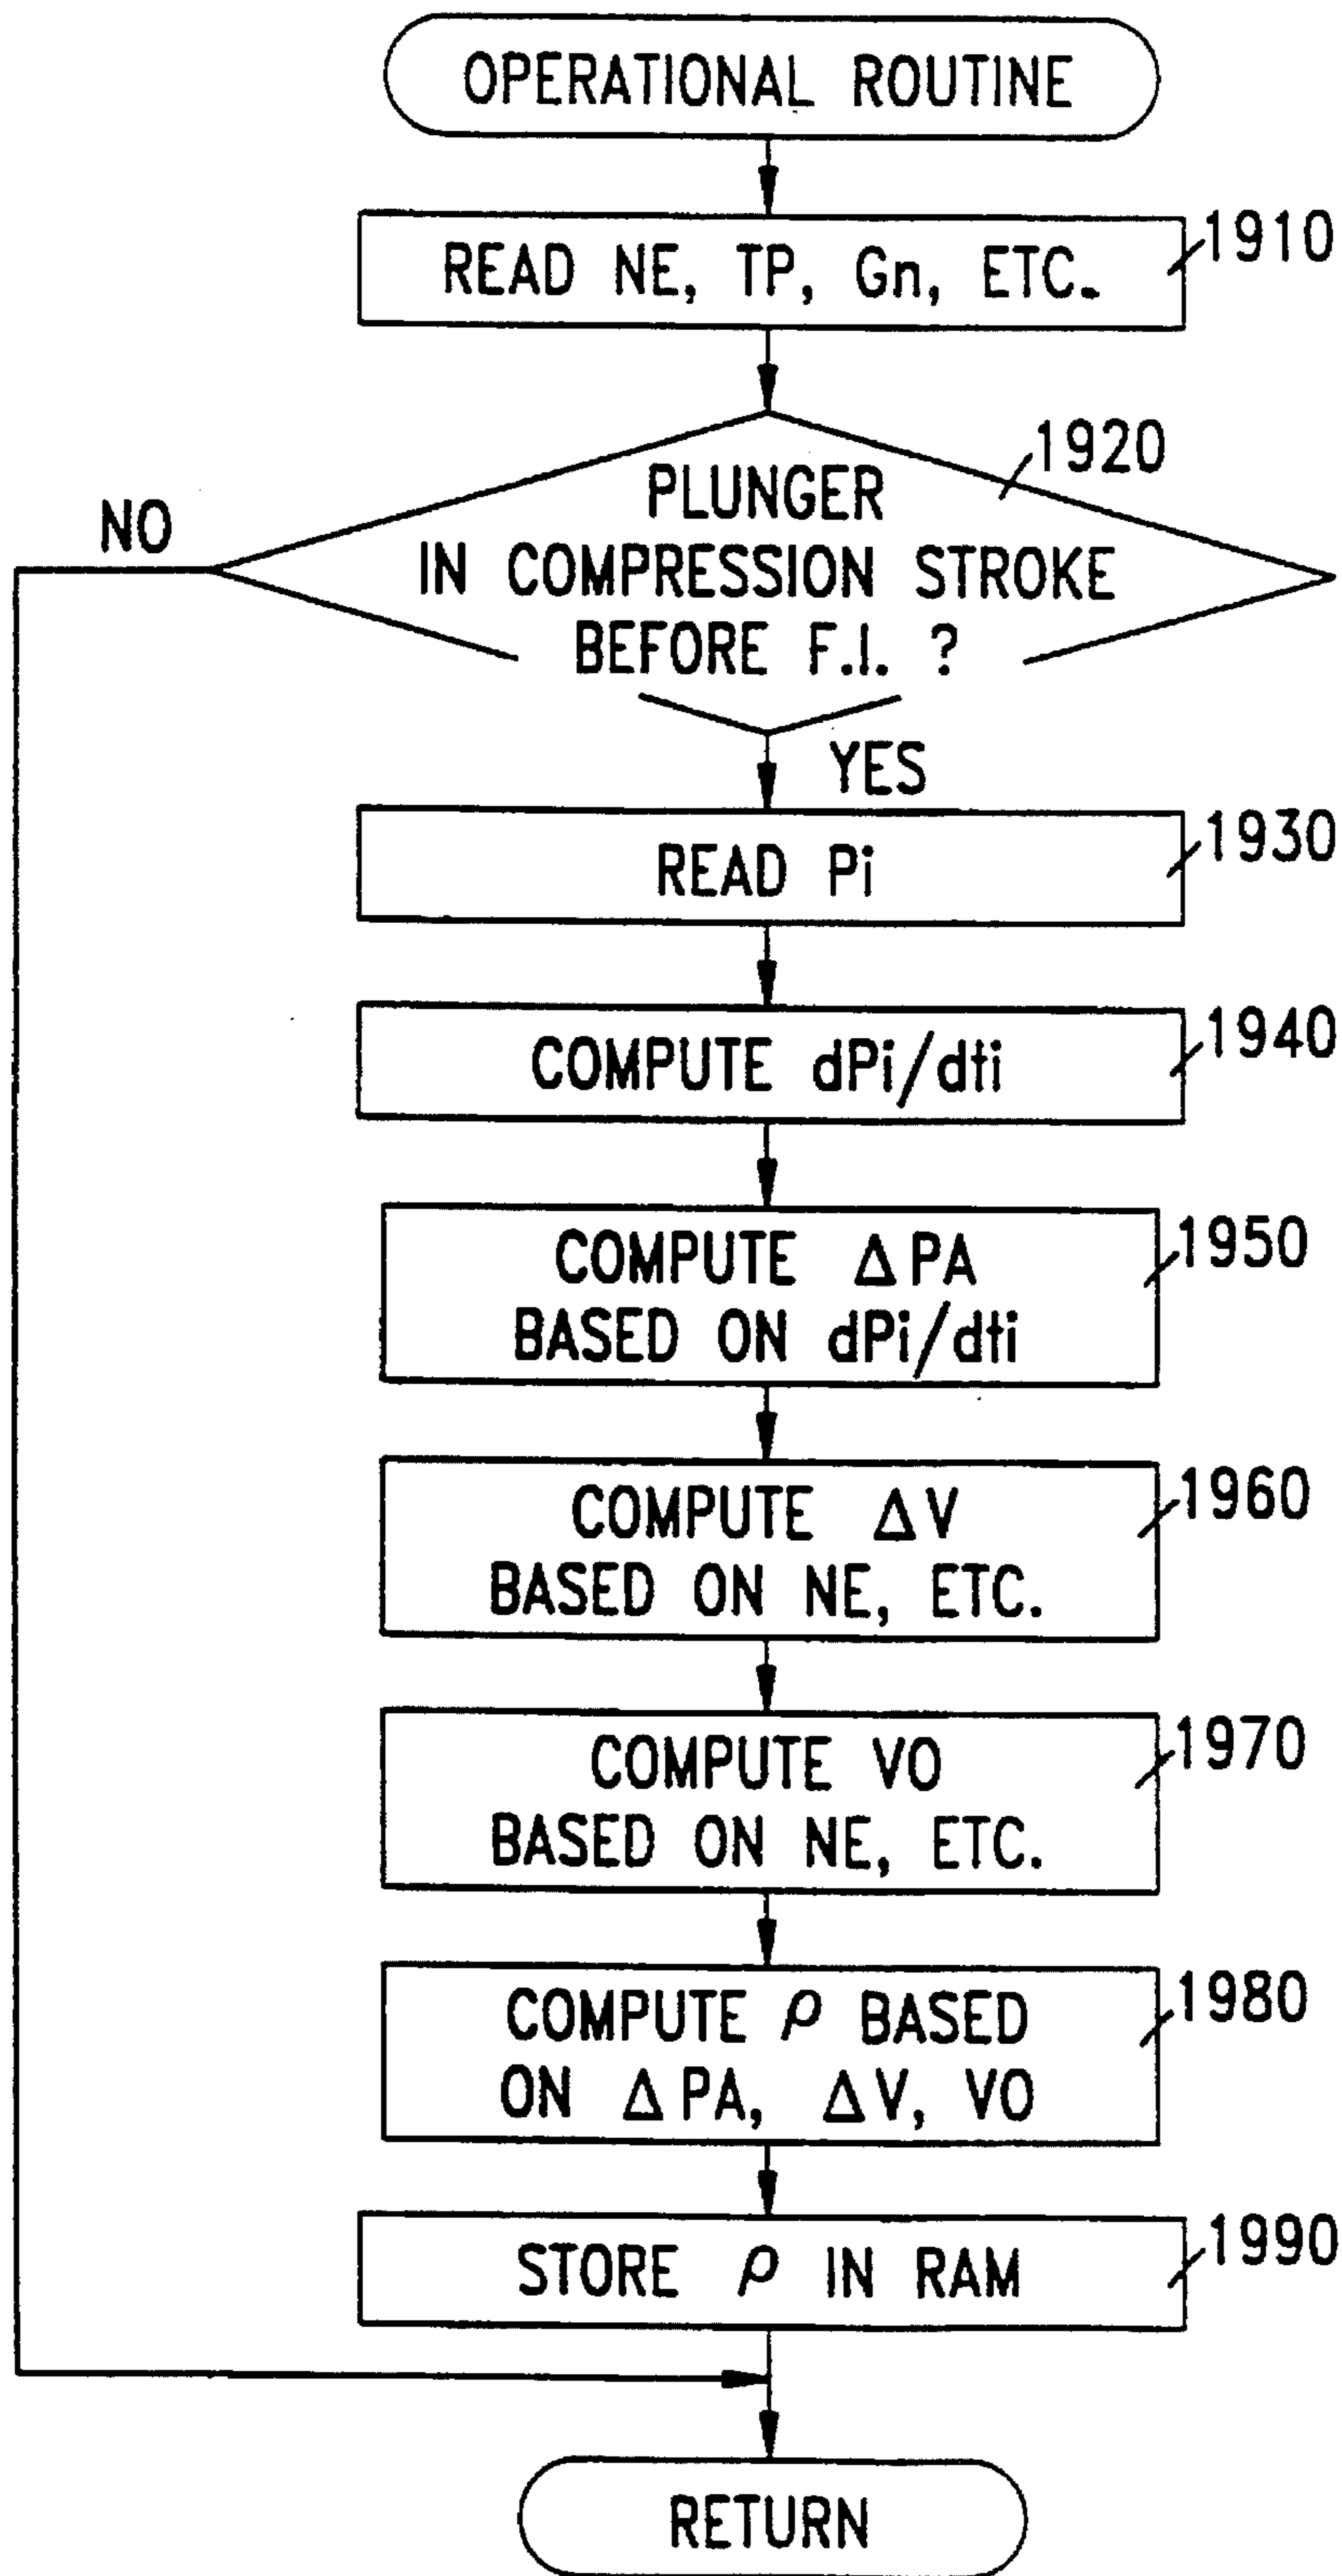 OPERATIONAL ROUTINE
READ NE, TP, Gn, ETC.
1910
1920
PLUNGER
IN COMPRESSION STROKE
BEFORE F.I. ?
NO
YES
READ Pi
1930
COMPUTE dPi/dti
1940
COMPUTE ΔPA
BASED ON dPi/dti
1950
COMPUTE ΔV
BASED ON NE, ETC.
1960
COMPUTE VO
BASED ON NE, ETC.
1970
COMPUTE ρ BASED
ON ΔPA, ΔV, VO
1980
STORE ρ IN RAM
1990
RETURN